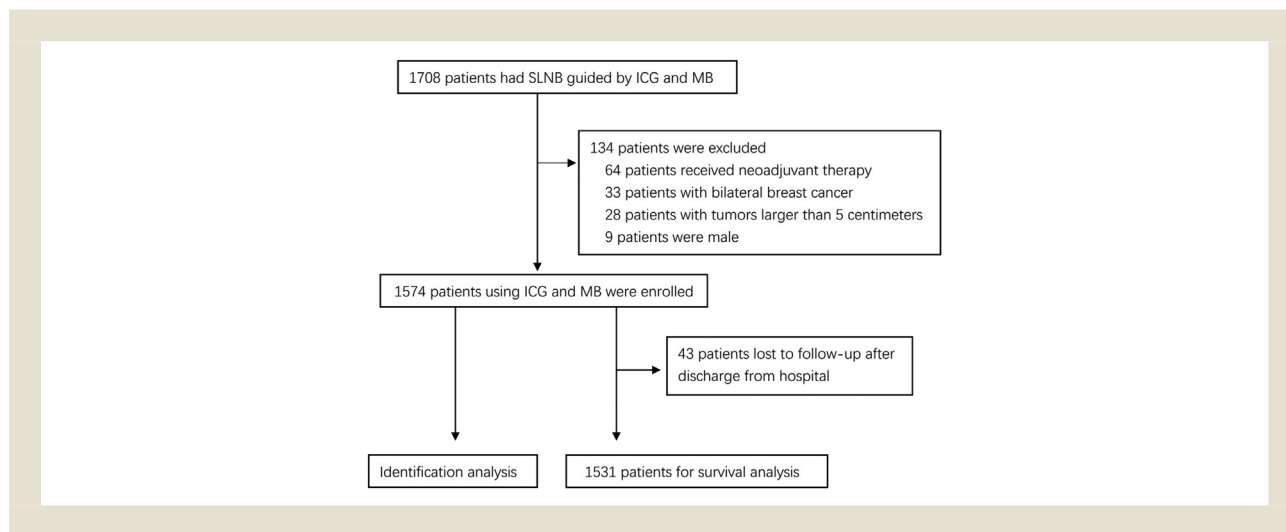 1708 patients had SLNB guided by ICG and MB
134 patients were excluded
64 patients received neoadjuvant therapy
33 patients with bilateral breast cancer
28 patients with tumors larger than 5 centimeters
9 patients were male
1574 patients using ICG and MB were enrolled
43 patients lost to follow-up after
discharge from hospital
Identification analysis
1531 patients for survival analysis